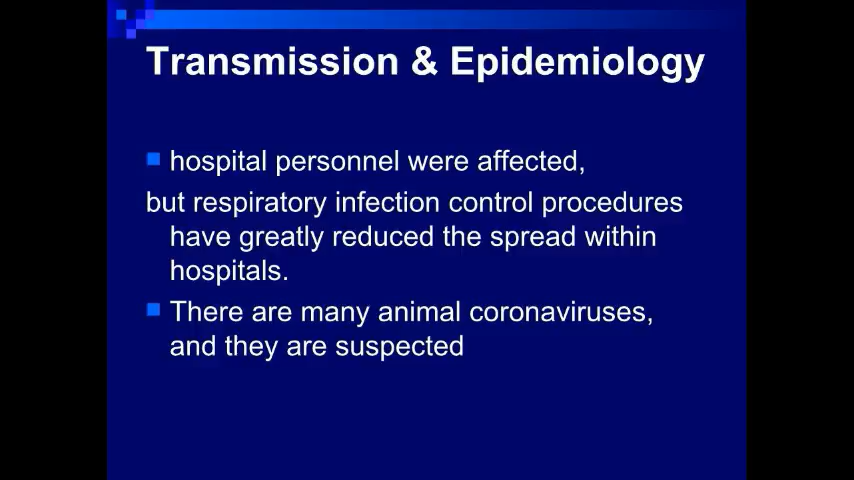 Transmission & Epidemiology
hospital personnel were affected,
but respiratory infection control procedures
have greatly reduced the spread within
hospitals.
There are many animal coronaviruses,
and they are suspected